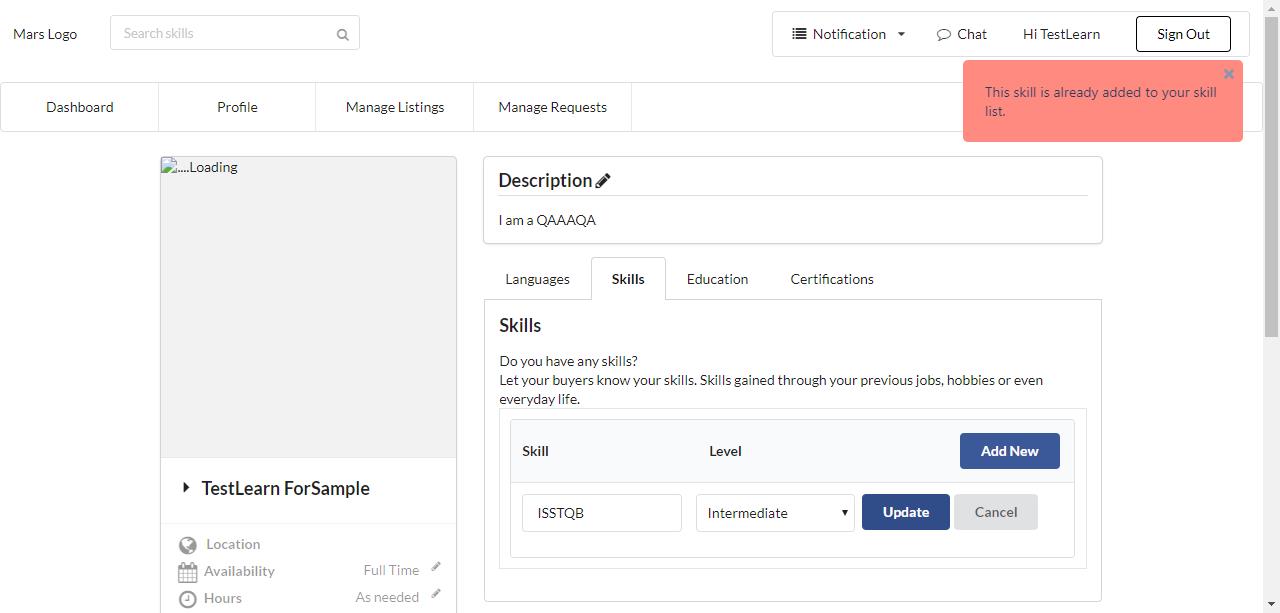 Mars Logo
Search skills
Notification
Chat
Hi TestLearn
Sign Out
This skill is already added to your skill
list.
Dashboard
Profile
Manage Listings
Manage Requests
....Loading
Description
I am a QAAAQA
Languages
Skills
Education
Certifications
Skills
Do you have any skills?
Let your buyers know your skills. Skills gained through your previous jobs, hobbies or even
everyday life.
Skill
Level
Add New
ISSTQB
Intermediate
Update
Cancel
TestLearn ForSample
Location
Availability
Full Time
Hours
As needed